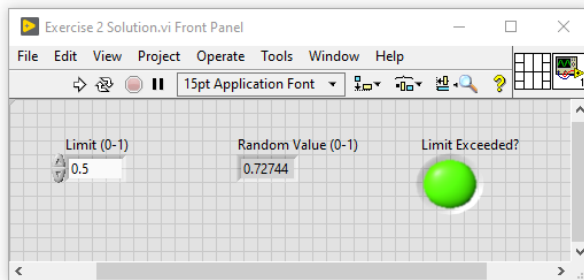 Exercise 2 Solution.vi Front Panel
File Edit View Project Operate Tools Window Help
15pt Application Font
Limit (0-1) Random Value (0-1) Limit Exceeded?
0.5 0.72744